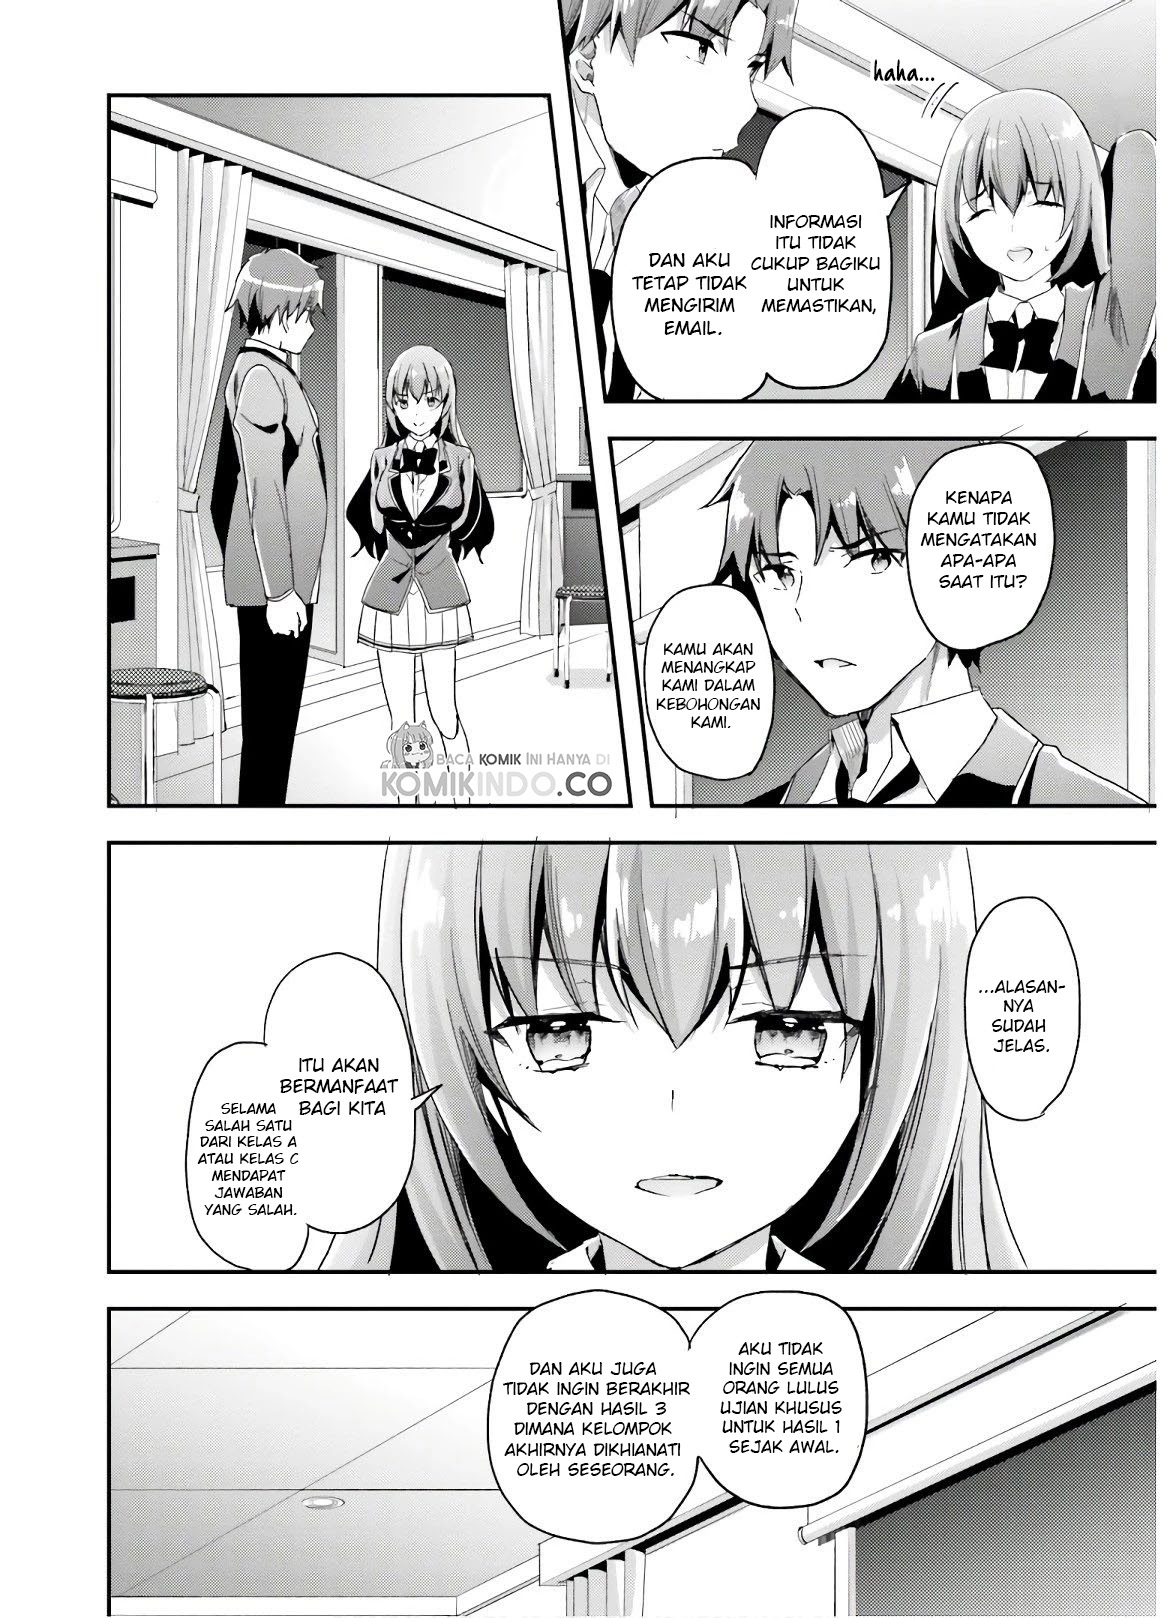 haha...
INFORMASI
ITU TIDAK
CUKUP BAGIKU
UNTUK
MEMASTIKAN,
DAN AKU
TETAP TIDAK
MENGIRIM
EMAIL.
KENAPA
KAMU TIDAK
MENGATAKAN
APA-APA
SAAT ITU?
KAMU AKAN
MENANGKAP
KAMI DALAM
KEBOHONGAN
KAMI.
BACA KOMIK INI HANYA DI
KOMIKINDO.CO
...ALASAN-
NYA
SUDAH
JELAS.
ITU AKAN
BERMANFAAT
BAGI KITA
SELAMA
SALAH SATU
DARI KELAS A
ATAU KELAS C
MENDAPAT
JAWABAN
YANG SALAH.
AKU TIDAK
INGIN SEMUA
ORANG LULUS
UJIAN KHUSUS
UNTUK HASIL 1
SEJAK AWAL.
DAN AKU JUGA
TIDAK INGIN BERAKHIR
DENGAN HASIL 3
DIMANA KELOMPOK
AKHIRNYA DIKHIANATI
OLEH SESEORANG.